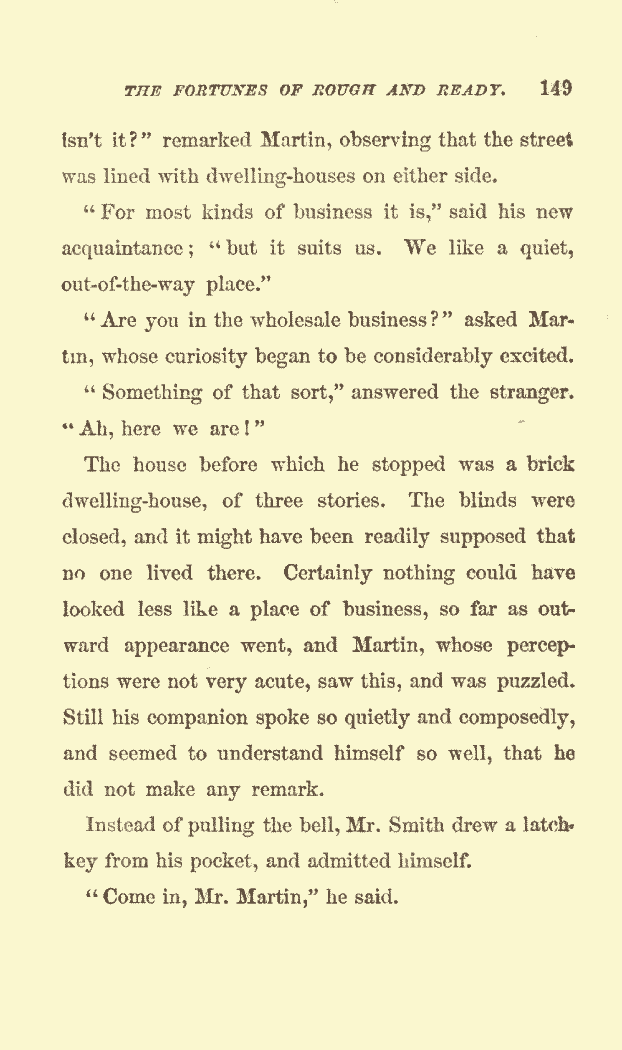 THE FORTUNES OF ROUGH AND READY. 149
isn't it?" remarked Martin, observing that the street
was lined with dwelling-houses on either side.
"For most kinds of business it is," said his new
acquaintance; "but it suits us. We like a quiet,
out-of-the-way place."
"Are you in the wholesale business?" asked Mar-
tin, whose curiosity began to be considerably excited.
"Something of that sort," answered the stranger.
"Ah, here we are!"
The house before which he stopped was a brick
dwelling-house, of three stories. The blinds were
closed, and it might have been readily supposed that
no one lived there. Certainly nothing could have
looked less like a place of business, so far as out-
ward appearance went, and Martin, whose percep-
tions were not very acute, saw this, and was puzzled.
Still his companion spoke so quietly and composedly,
and seemed to understand himself so well, that he
did not make any remark.
Instead of pulling the bell, Mr. Smith drew a latch-
key from his pocket, and admitted himself.
"Come in, Mr. Martin," he said.